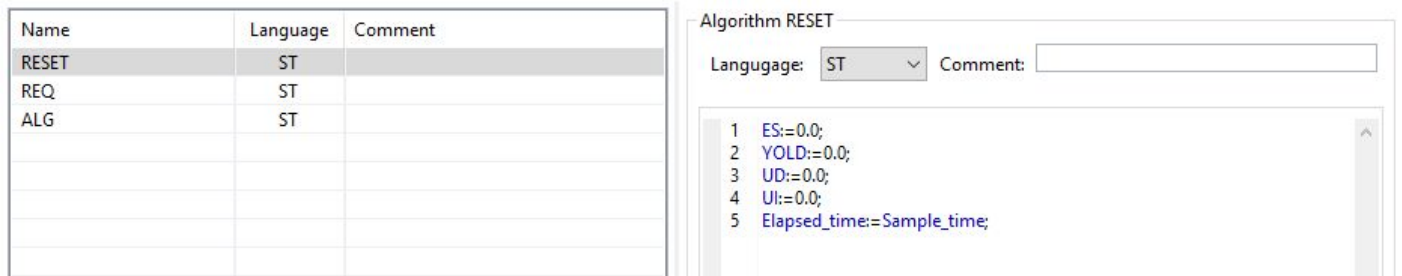 Name Language Comment
RESET ST
REQ ST
ALG ST
Algorithm RESET
Langugage: ST Comment:
1 ES:=0.0;
2 YOLD:=0.0;
3 UD:=0.0;
4 UI:=0.0;
5 Elapsed_time:=Sample_time;